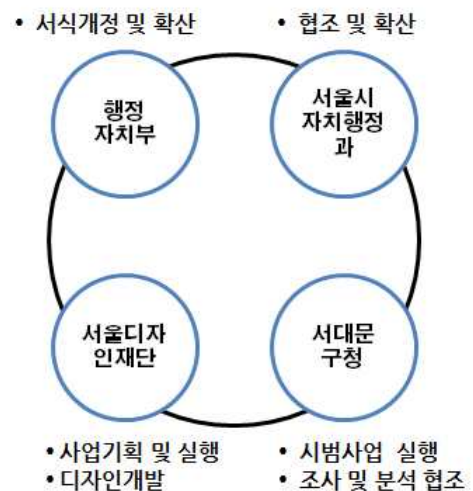 • 서식개정 및 확산
• 협조 및 확산
행정
자치부
서울시
자치행정
과
서울디자
인재단
서대문
구청
• 사업기획 및 실행
• 디자인개발
• 시범사업 실행
• 조사 및 분석 협조